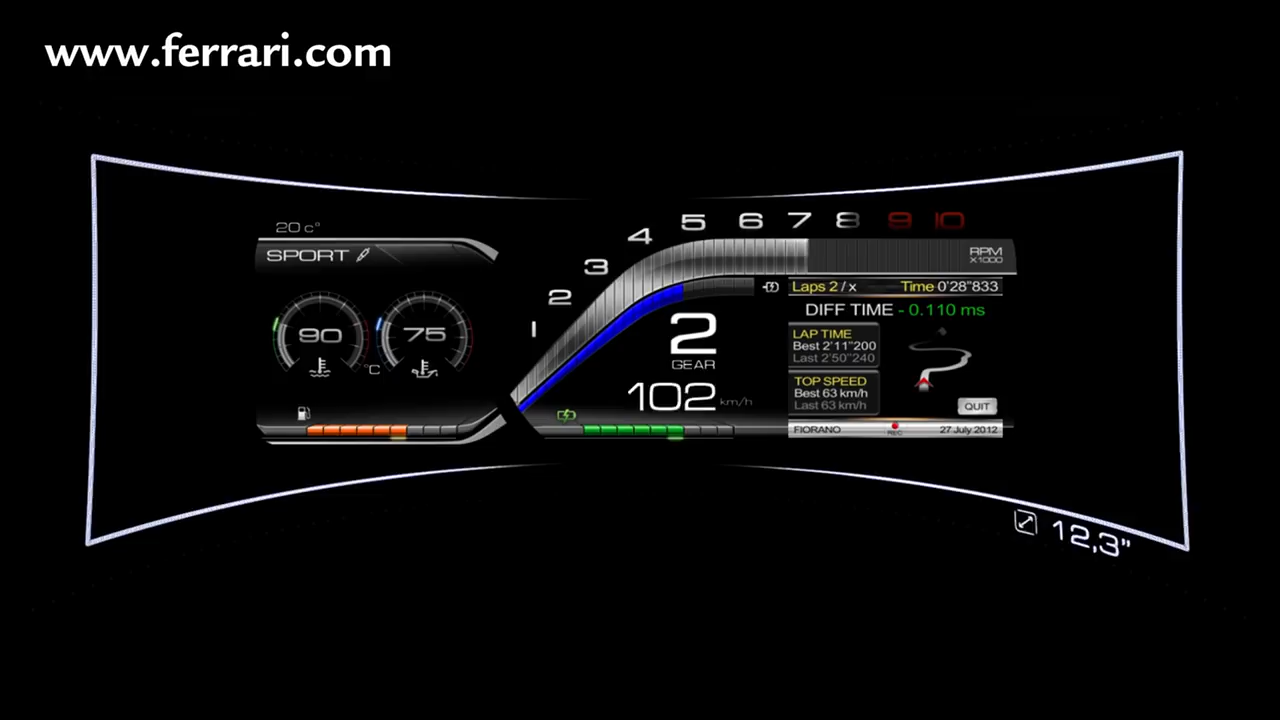 www.ferrari.com
20 c°
SPORT
90
75
°C
1
2
3
4
5
6
7
8
9
10
RPM
X1000
2
GEAR
102 km/h
Laps 2 / x Time 0'28"833
DIFF TIME - 0.110 ms
LAP TIME
Best 2'11"200
Last 2'50"240
TOP SPEED
Best 63 km/h
Last 63 km/h
QUIT
FIORANO REC 27 July 2012
12,3"